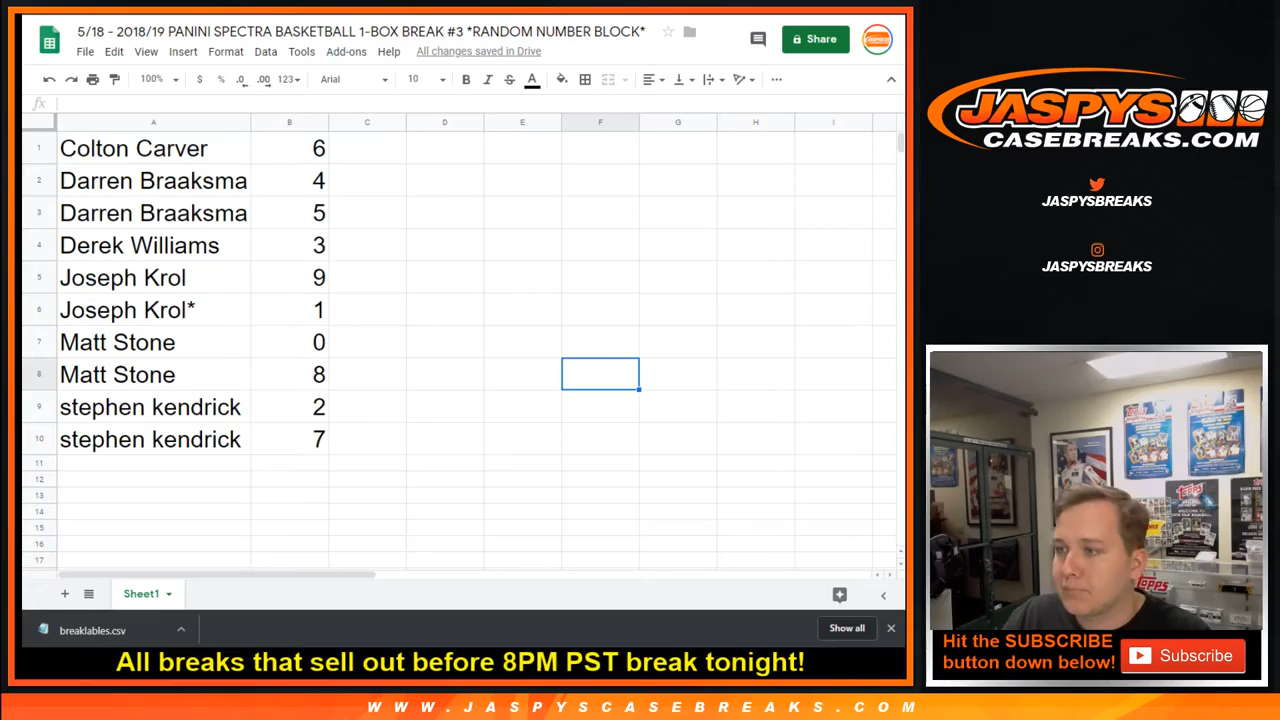 5/18 - 2018/19 PANINI SPECTRA BASKETBALL 1-BOX BREAK #3 *RANDOM NUMBER BLOCK*
File Edit View Insert Format Data Tools Add-ons Help All changes saved in Drive
Share
100% $ % .0 .00 123 Arial 10 B I S A
fx
A B C D E F G H I
1 Colton Carver 6
2 Darren Braaksma 4
3 Darren Braaksma 5
4 Derek Williams 3
5 Joseph Krol 9
6 Joseph Krol* 1
7 Matt Stone 0
8 Matt Stone 8
9 stephen kendrick 2
10 stephen kendrick 7
11
12
13
14
15
16
17
Sheet1
breaklables.csv
Show all
All breaks that sell out before 8PM PST break tonight!
JASPYS
CASEBREAKS.COM
JASPYSBREAKS
JASPYSBREAKS
Topps
Topps
TOPPS
topps
Hit the SUBSCRIBE
button down below!
Subscribe
WWW.JASPYSCASEBREAKS.COM